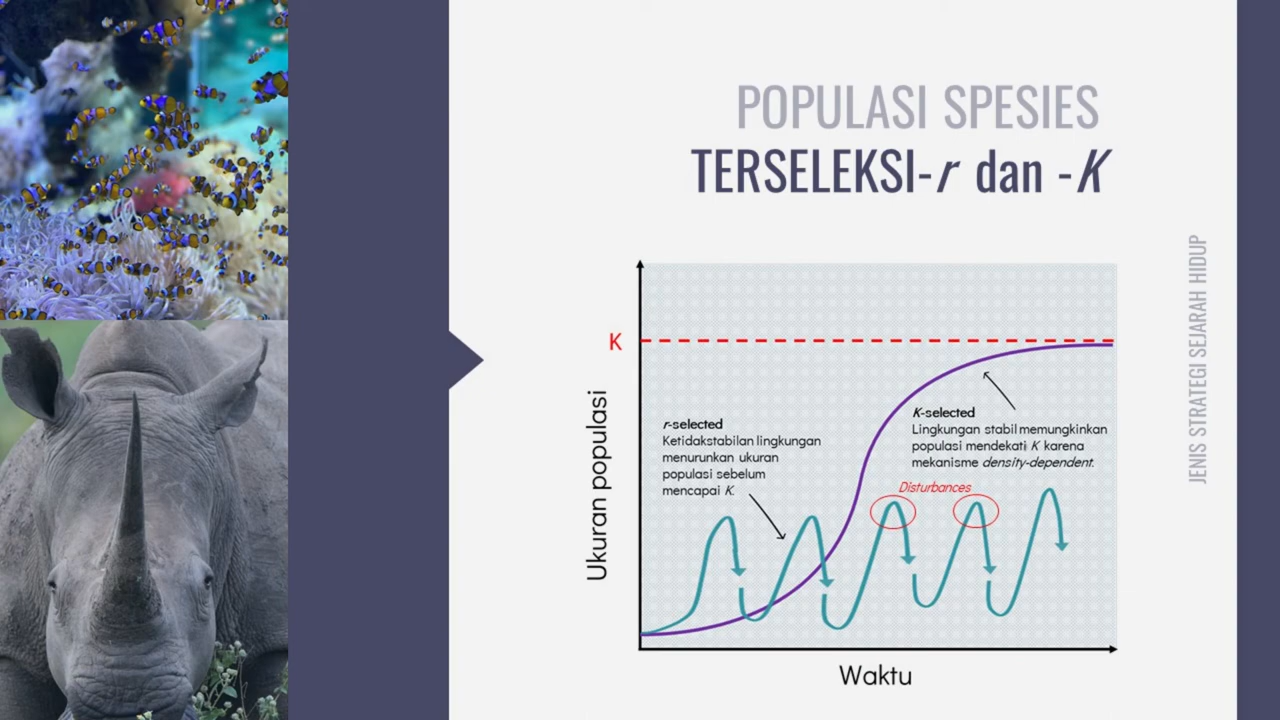 POPULASI SPESIES
TERSELEKSI-r dan -K
JENIS STRATEGI SEJARAH HIDUP
K
Ukuran populasi
r-selected
Ketidakstabilan lingkungan
menurunkan ukuran
populasi sebelum
mencapai K.
K-selected
Lingkungan stabil memungkinkan
populasi mendekati K karena
mekanisme density-dependent.
Disturbances
Waktu